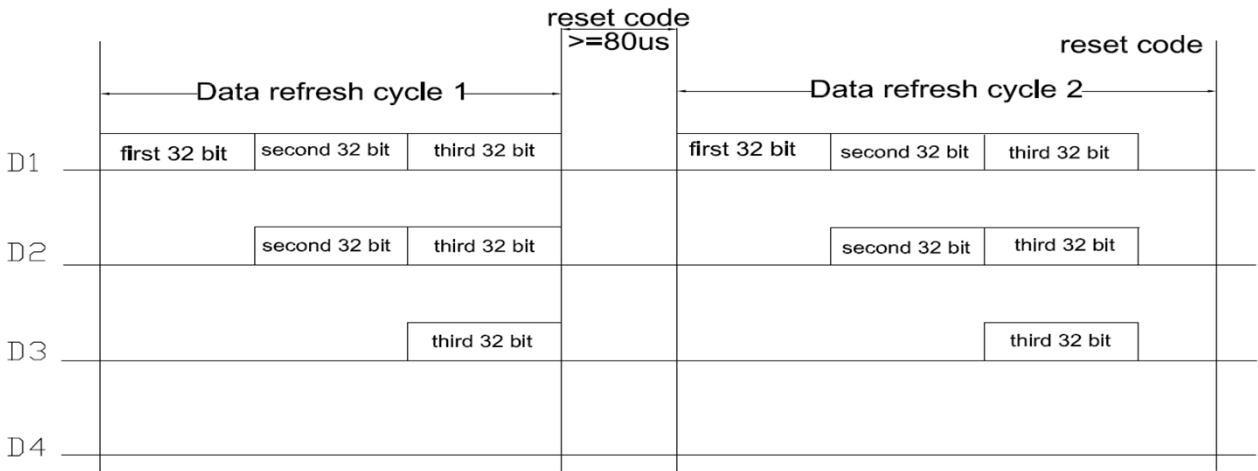 reset code
>=80us
reset code
Data refresh cycle 1
Data refresh cycle 2
D1
first 32 bit
second 32 bit
third 32 bit
first 32 bit
second 32 bit
third 32 bit
D2
second 32 bit
third 32 bit
second 32 bit
third 32 bit
D3
third 32 bit
third 32 bit
D4